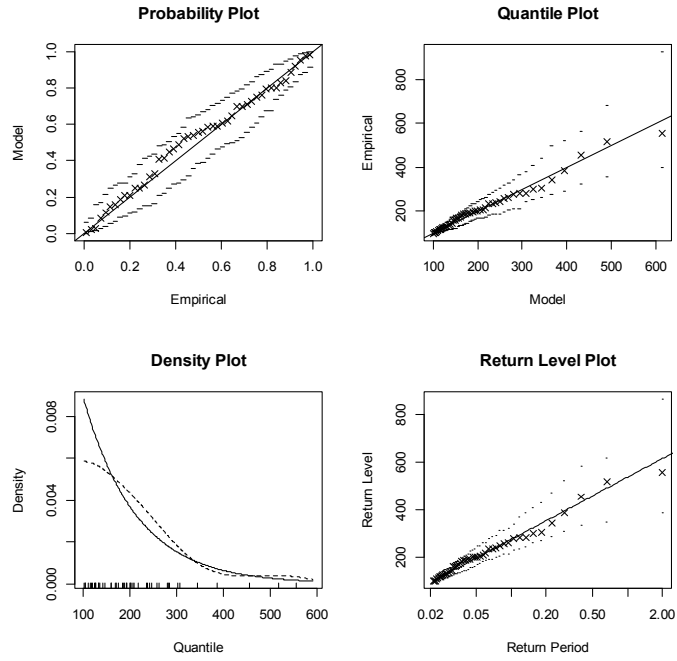 Probability Plot
Model
0.0 0.2 0.4 0.6 0.8 1.0
0.0 0.2 0.4 0.6 0.8 1.0
Empirical
Quantile Plot
Empirical
200 400 600 800
100 200 300 400 500 600
Model
Density Plot
Density
0.000 0.004 0.008
100 200 300 400 500 600
Quantile
Return Level Plot
Return Level
200 400 600 800
0.02 0.05 0.20 0.50 2.00
Return Period